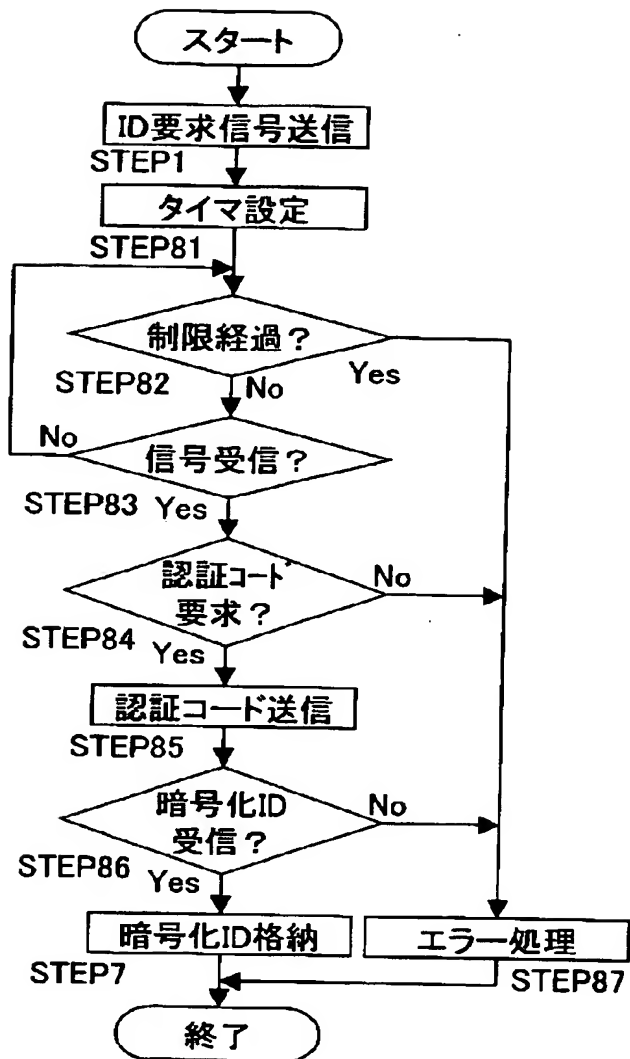 スタート
ID要求信号送信
STEP1
タイマ設定
STEP81
制限経過？
STEP82
No
Yes
No
信号受信？
STEP83
Yes
認証コード
要求？
No
STEP84
Yes
認証コード送信
STEP85
暗号化ID
受信？
No
STEP86
Yes
暗号化ID格納
エラー処理
STEP7
STEP87
終了